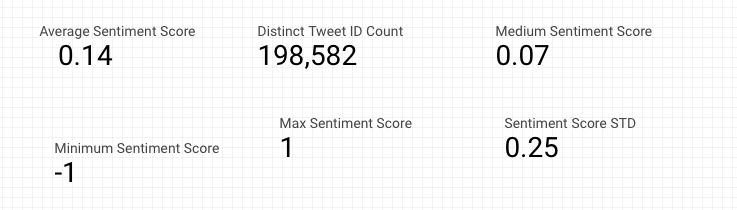 Average Sentiment Score
0.14
Distinct Tweet ID Count
198,582
Medium Sentiment Score
0.07
Minimum Sentiment Score
-1
Max Sentiment Score
1
Sentiment Score STD
0.25